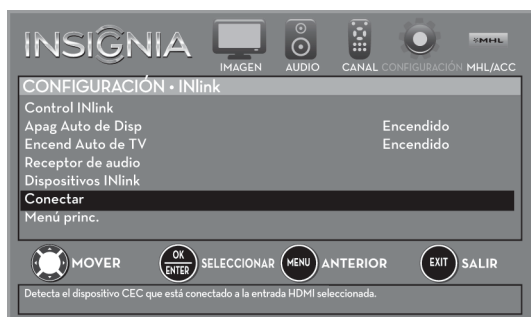 INSIGNIA
IMAGEN AUDIO CANAL CONFIGURACIÓN MHL MHL/ACC
CONFIGURACIÓN • INlink
Control INlink
Apag Auto de Disp Encendido
Encend Auto de TV Encendido
Receptor de audio
Dispositivos INlink
Conectar
Menú princ.
MOVER OK ENTER SELECCIONAR MENU ANTERIOR EXIT SALIR
Detecta el dispositivo CEC que está conectado a la entrada HDMI seleccionada.